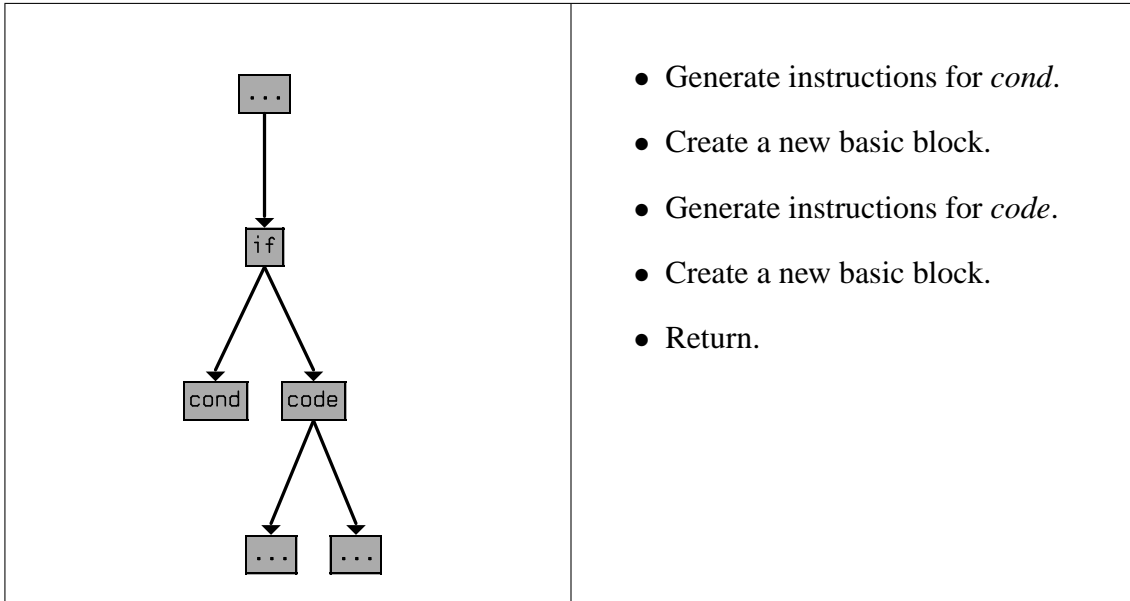 ...
if
cond code
... ...
• Generate instructions for cond.
• Create a new basic block.
• Generate instructions for code.
• Create a new basic block.
• Return.